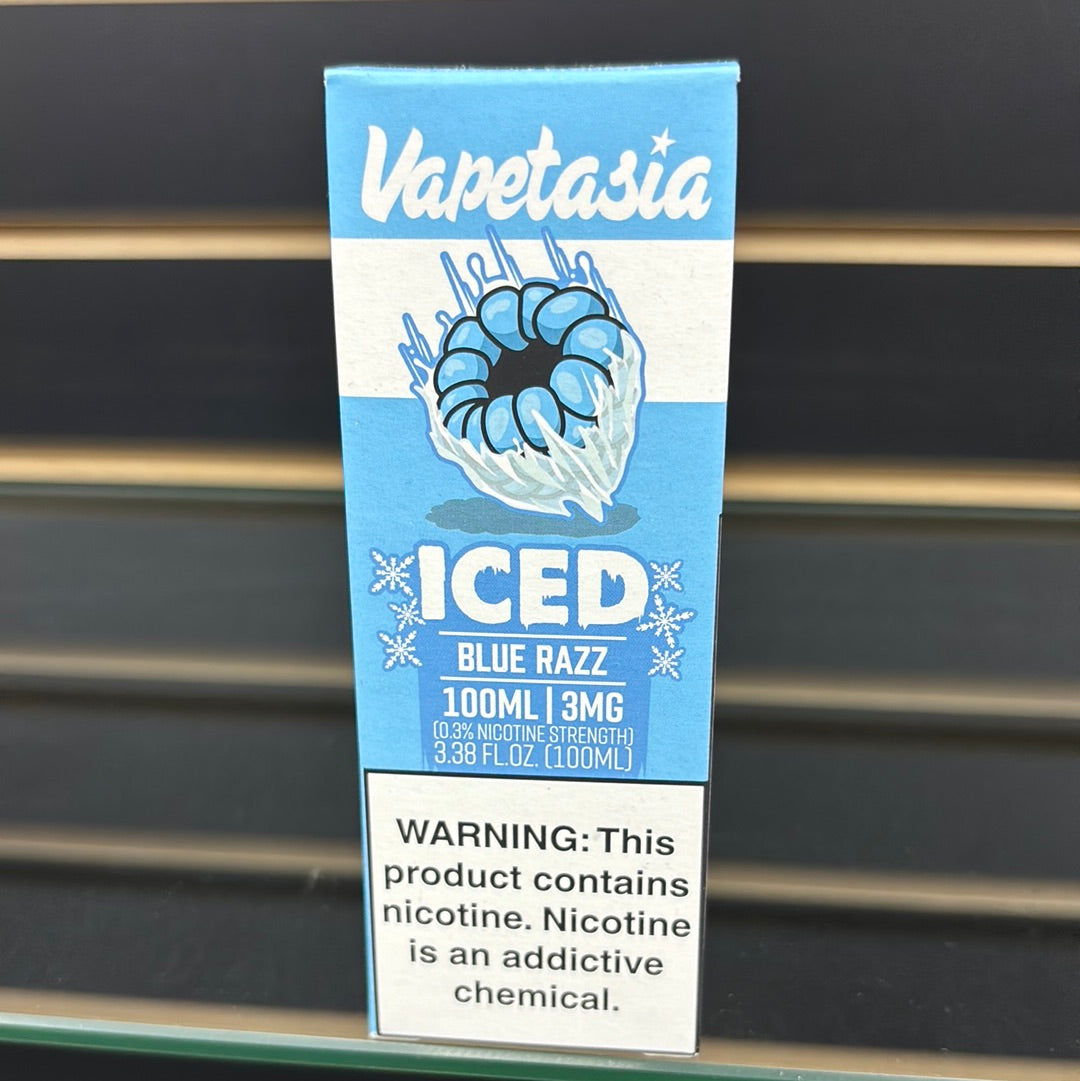 Vapetasia
ICED
BLUE RAZZ
100ML | 3MG
(0.3% NICOTINE STRENGTH)
3.38 FL.OZ. (100ML)
WARNING: This
product contains
nicotine. Nicotine
is an addictive
chemical.